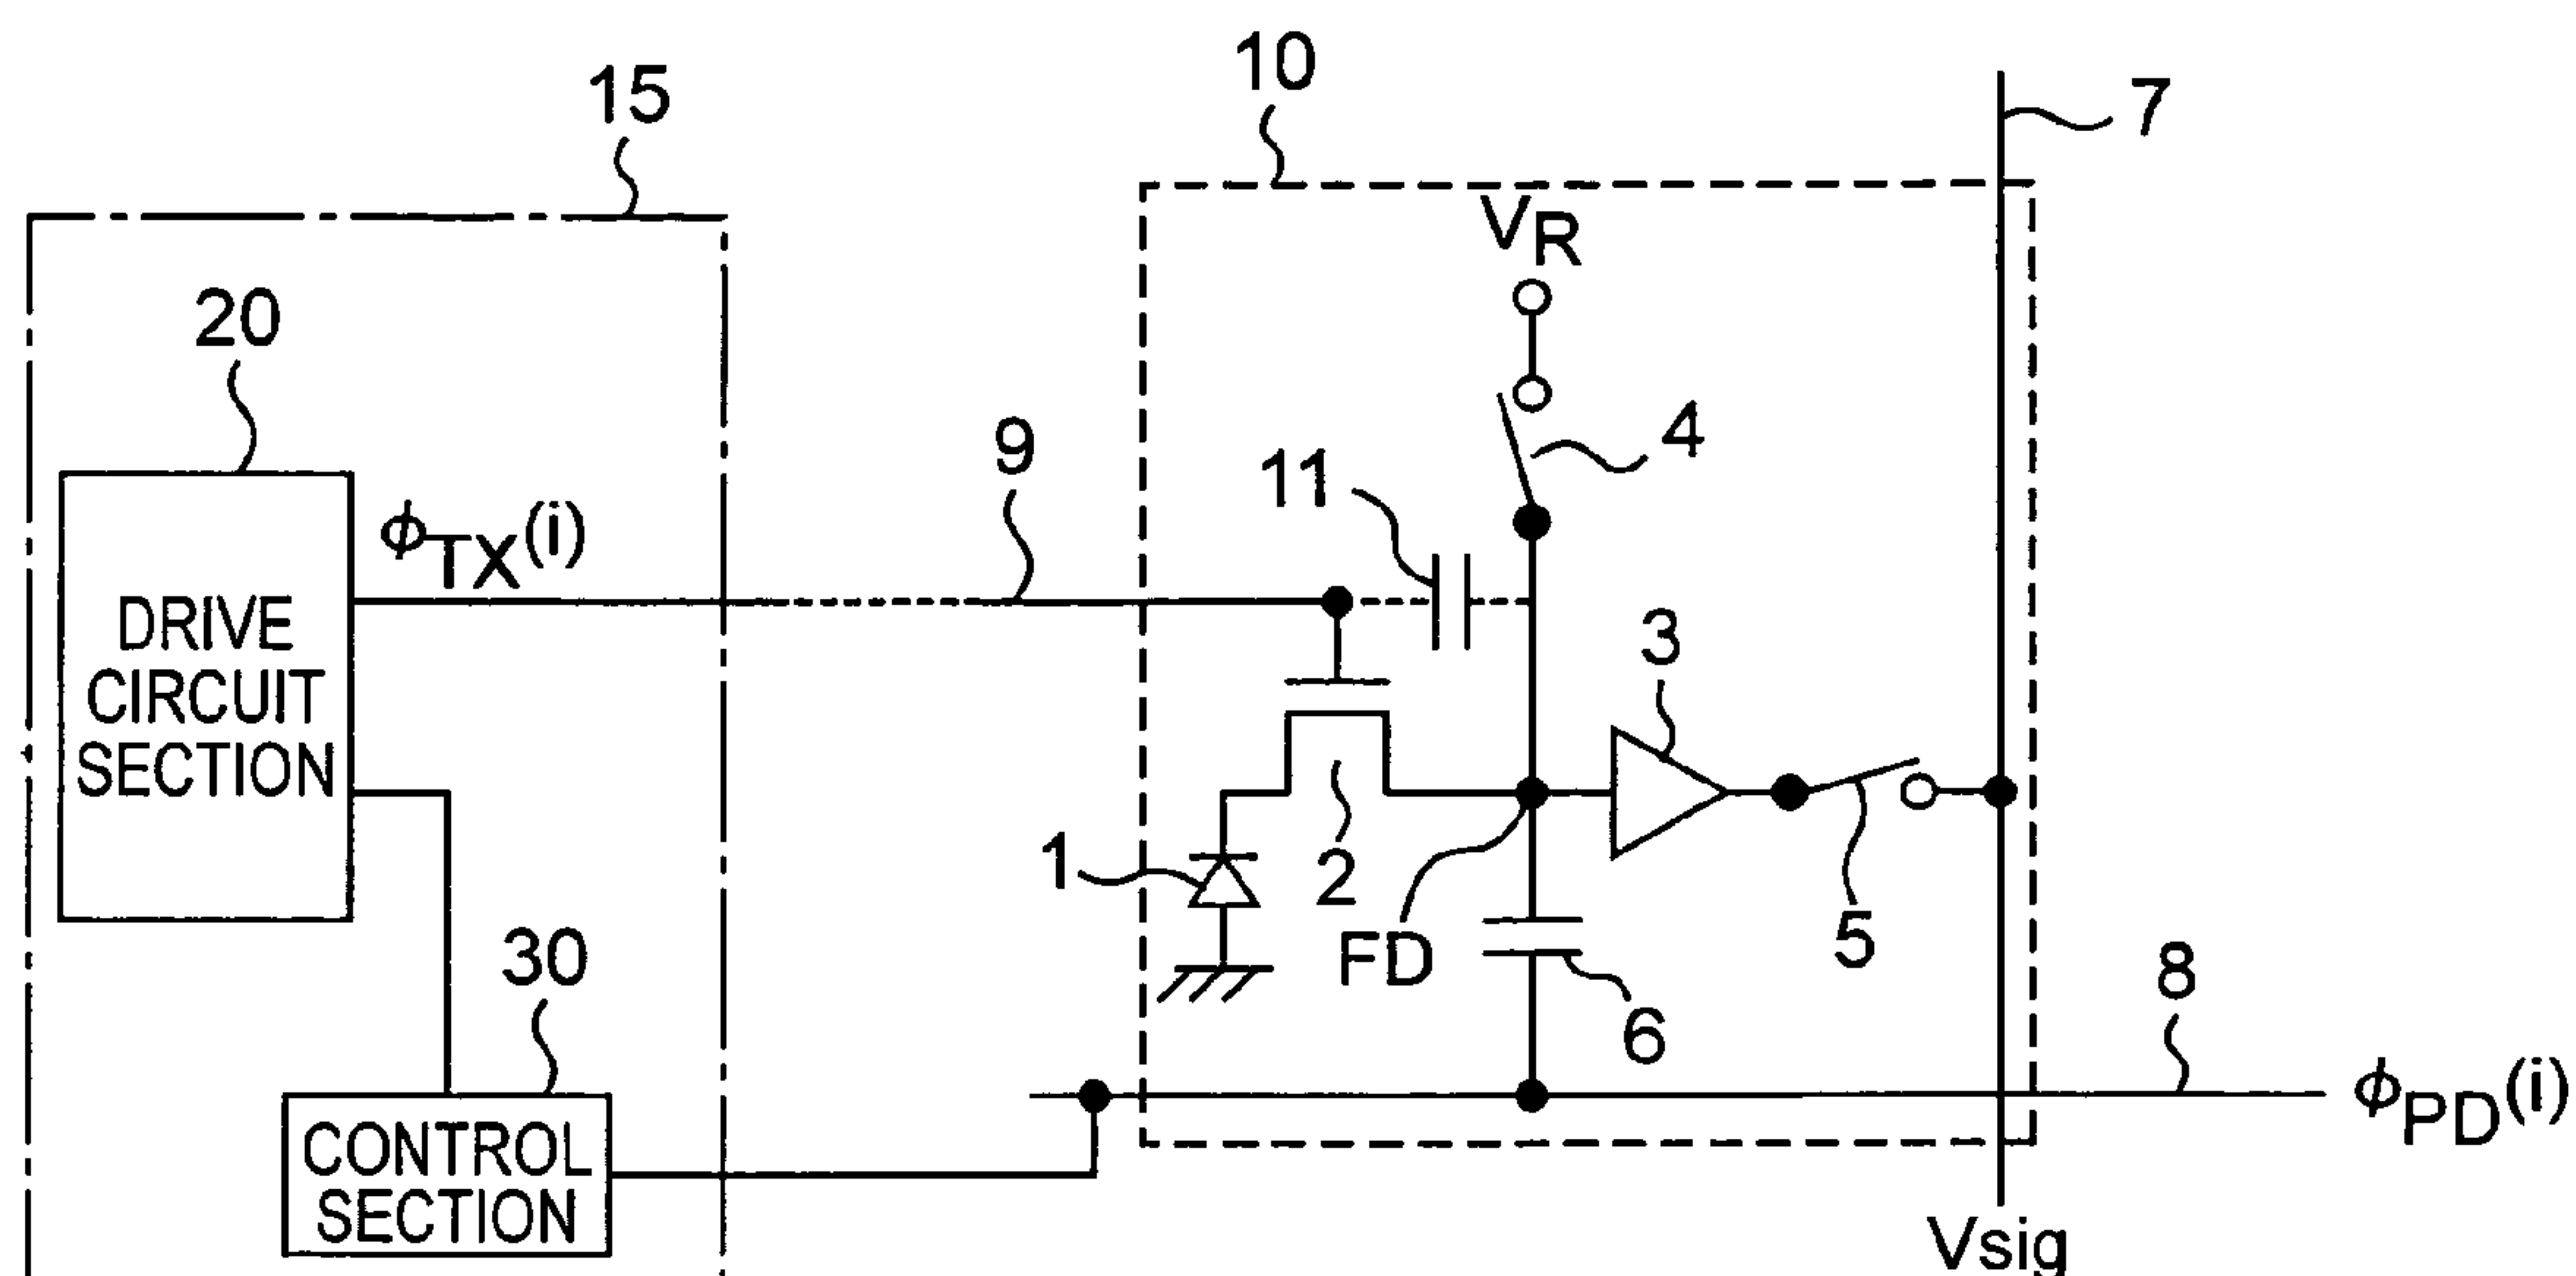 10
15
7
VR
20
9
11
4
ϕTX(i)
DRIVE
CIRCUIT
SECTION
3
1
2
FD
5
30
6
8
ϕPD(i)
CONTROL
SECTION
Vsig